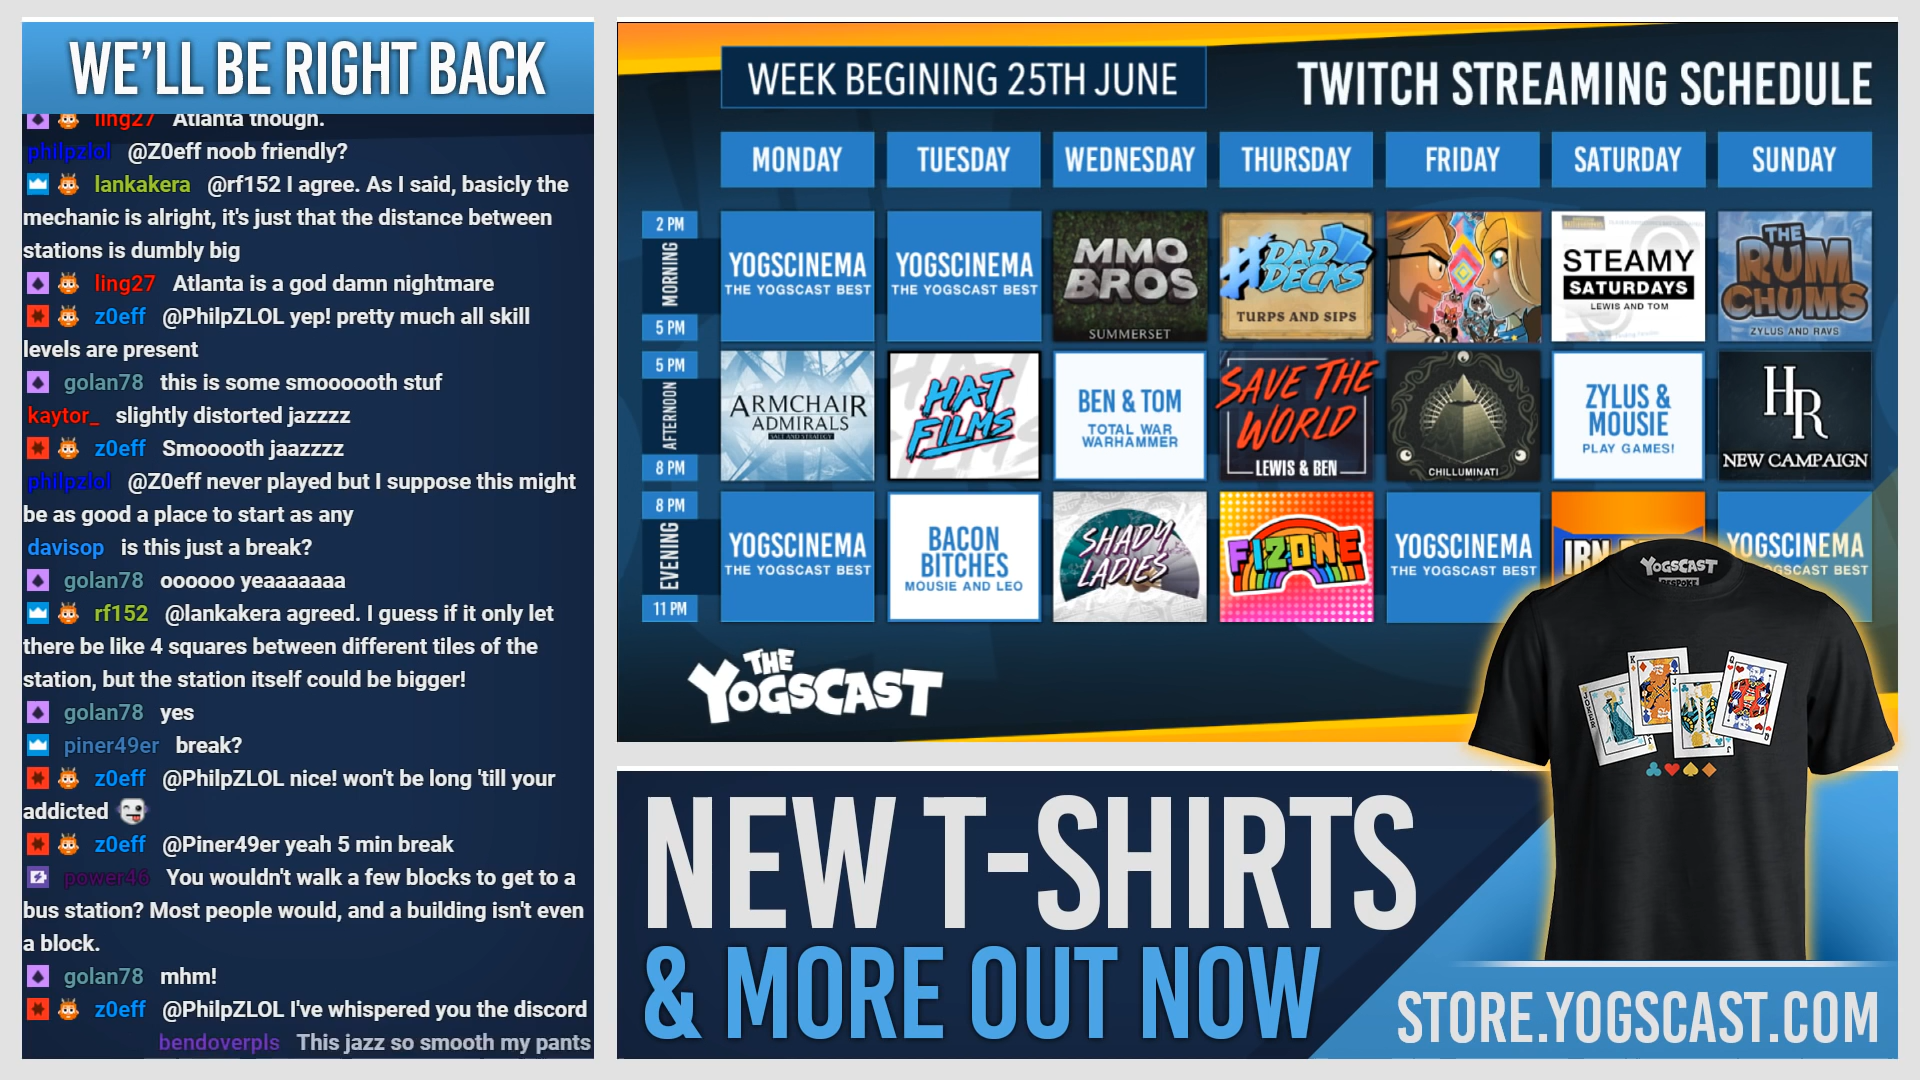 WE'LL BE RIGHT BACK
ling27 Atlanta though.
philpzlol @Z0eff noob friendly?
lankakera @rf152 I agree. As I said, basicly the
mechanic is alright, it's just that the distance between
stations is dumbly big
ling27 Atlanta is a god damn nightmare
z0eff @PhilpZLOL yep! pretty much all skill
levels are present
golan78 this is some smoooooth stuf
kaytor_ slightly distorted jazzzz
z0eff Smooooth jaazzzz
philpzlol @Z0eff never played but I suppose this might
be as good a place to start as any
davisop is this just a break?
golan78 oooooo yeaaaaaaa
rf152 @lankakera agreed. I guess if it only let
there be like 4 squares between different tiles of the
station, but the station itself could be bigger!
golan78 yes
piner49er break?
z0eff @PhilpZLOL nice! won't be long 'till your
addicted
z0eff @Piner49er yeah 5 min break
power46 You wouldn't walk a few blocks to get to a
bus station? Most people would, and a building isn't even
a block.
golan78 mhm!
z0eff @PhilpZLOL I've whispered you the discord
bendoverpls This jazz so smooth my pants
WEEK BEGINING 25TH JUNE
TWITCH STREAMING SCHEDULE
MONDAY TUESDAY WEDNESDAY THURSDAY FRIDAY SATURDAY SUNDAY
2 PM
MORNING
5 PM
YOGSCINEMA
THE YOGSCAST BEST
YOGSCINEMA
THE YOGSCAST BEST
MMO
BROS
SUMMERSET
#DAD
DECKS
TURPS AND SIPS
STEAMY
SATURDAYS
LEWIS AND TOM
THE
RUM
CHUMS
ZYLUS AND RAVS
5 PM
AFTERNOON
8 PM
ARMCHAIR
ADMIRALS
SALT AND STRATEGY
HAT
FILMS
BEN & TOM
TOTAL WAR
WARHAMMER
SAVE THE
WORLD
LEWIS & BEN
CHILLUMINATI
ZYLUS &
MOUSIE
PLAY GAMES!
HR
NEW CAMPAIGN
8 PM
EVENING
11 PM
YOGSCINEMA
THE YOGSCAST BEST
BACON
BITCHES
MOUSIE AND LEO
SHADY
LADIES
FIZONE
YOGSCINEMA
THE YOGSCAST BEST
YOGSCINEMA
YOGSCAST BEST
YOGSCAST
BESPOKE
THE
YOGSCAST
NEW T-SHIRTS
& MORE OUT NOW
STORE.YOGSCAST.COM